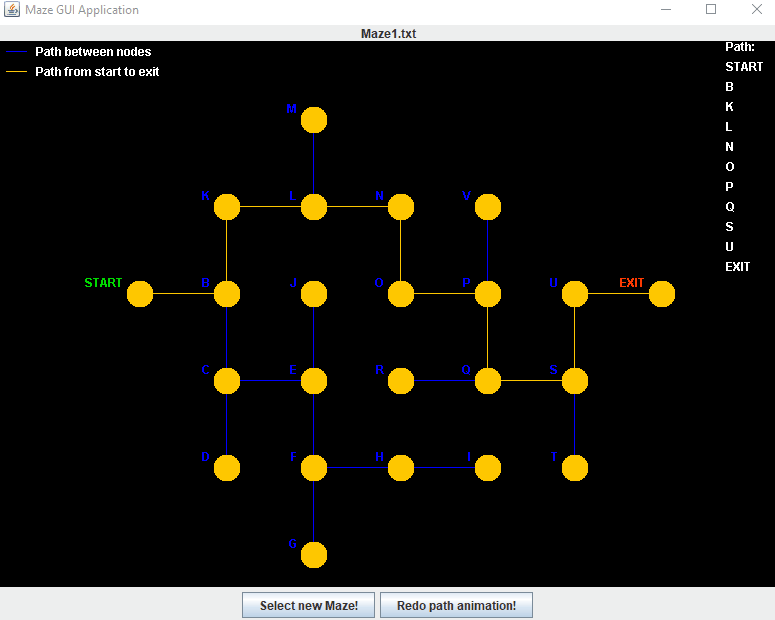 Maze GUI Application
Maze1.txt
Path between nodes
Path from start to exit
Path:
START
B
K
L
N
O
P
Q
S
U
EXIT
M
K L N V
START B J O P U EXIT
C E R Q S
D F H I T
G
Select new Maze! Redo path animation!